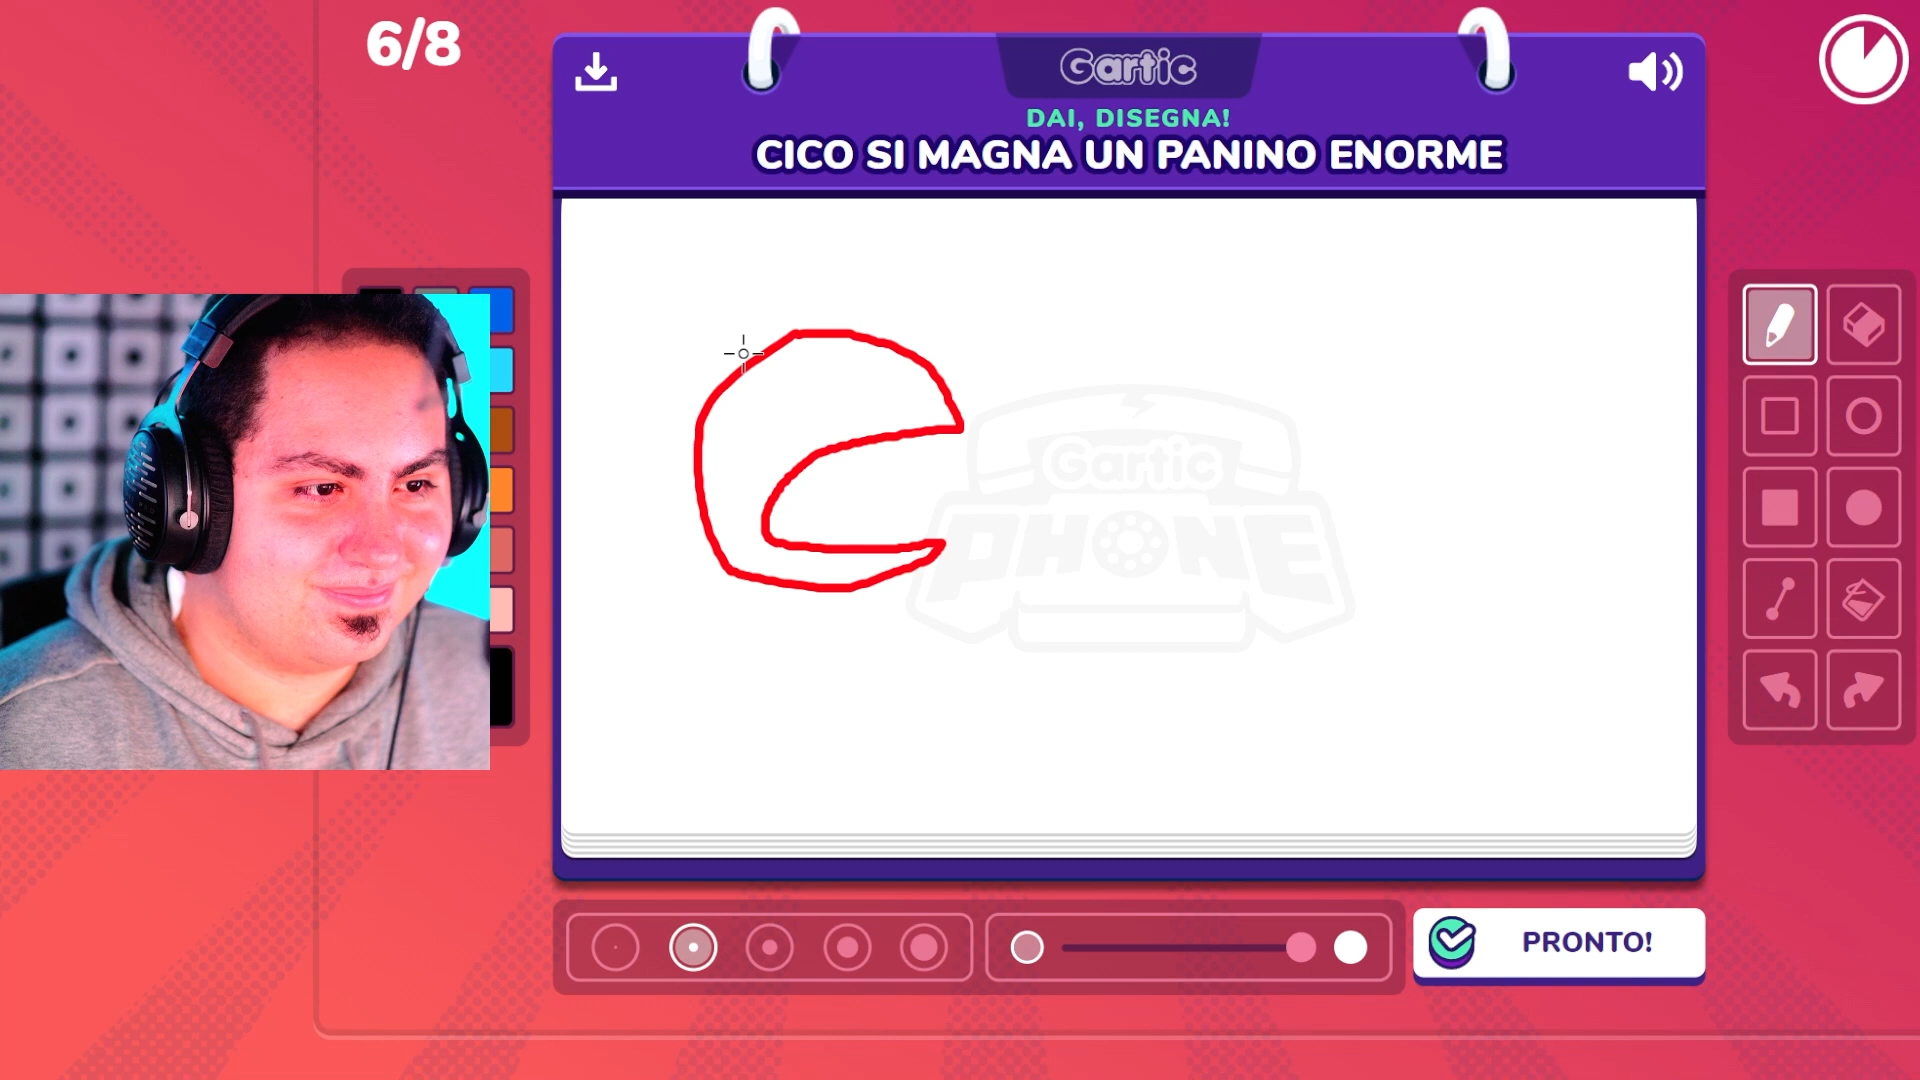 6/8
Gartic
DAI, DISEGNA!
CICO SI MAGNA UN PANINO ENORME
Gartic
PHONE
PRONTO!